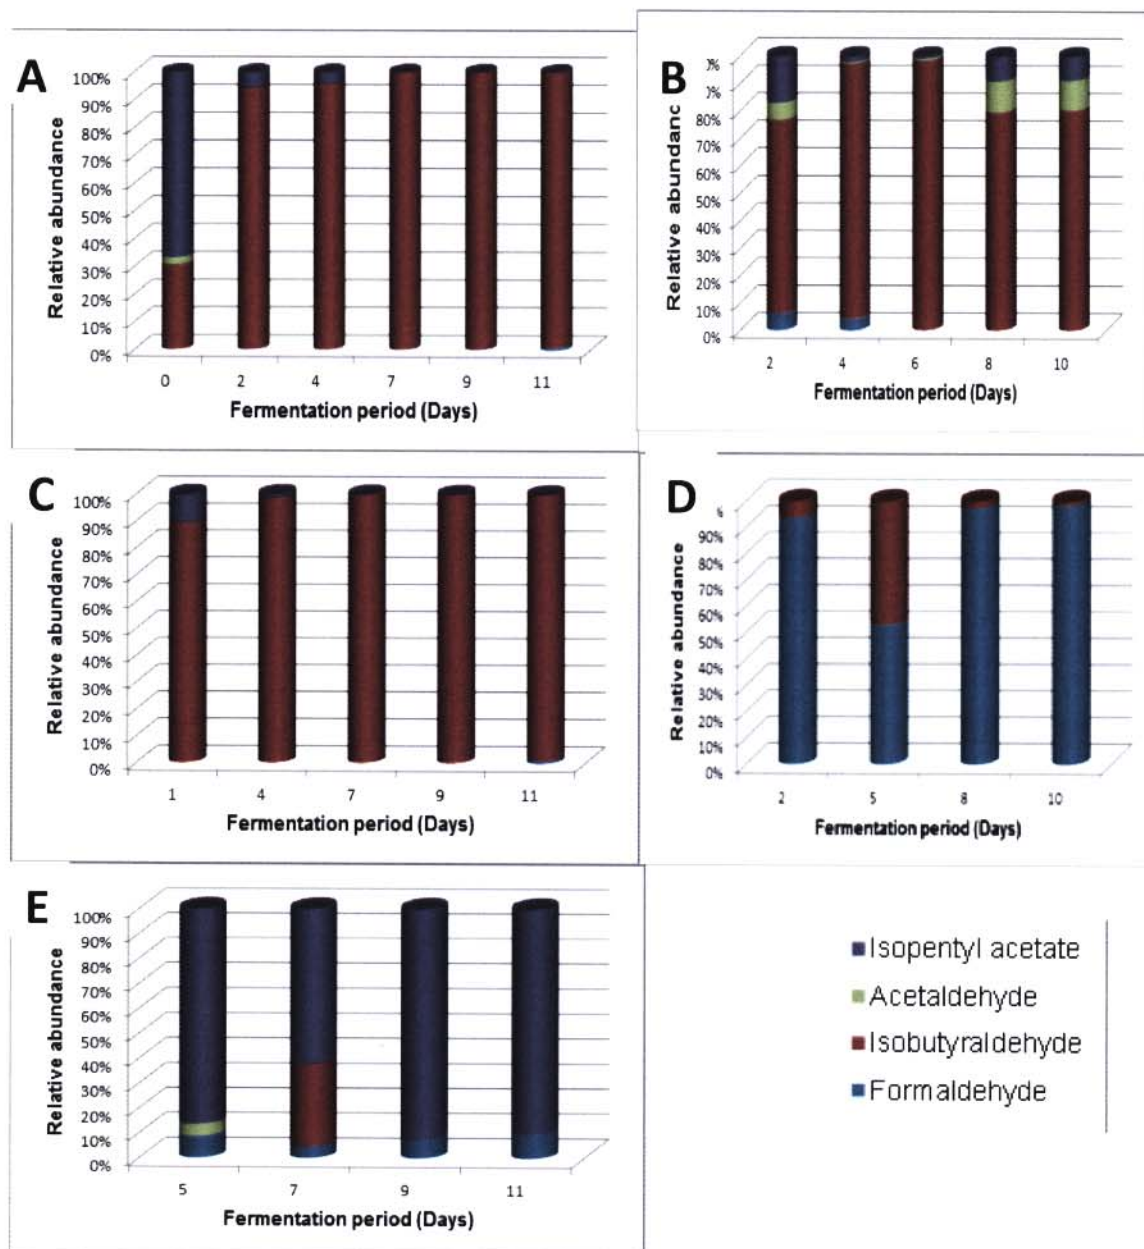 A
Relative abundance
100%
90%
80%
70%
60%
50%
40%
30%
20%
10%
0%
0 2 4 7 9 11
Fermentation period (Days)
B
Relative abundanc
)%
0%
80%
70%
60%
50%
40%
30%
20%
10%
0%
2 4 6 8 10
Fermentation period (Days)
C
Relative abundance
100%
90%
80%
70%
60%
50%
40%
30%
20%
10%
0%
1 4 7 9 11
Fermentation period (Days)
D
Relative abundance
%
90%
80%
70%
60%
50%
40%
30%
20%
10%
0%
2 5 8 10
Fermentation period (Days)
E
Relative abundance
100%
90%
80%
70%
60%
50%
40%
30%
20%
10%
0%
5 7 9 11
Fermentation period (Days)
Isopentyl acetate
Acetaldehyde
Isobutyraldehyde
Formaldehyde